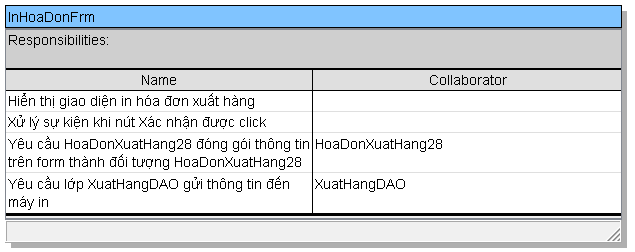 InHoaDonFrm
Responsibilities:
Name Collaborator
Hiển thị giao diện in hóa đơn xuất hàng
Xử lý sự kiện khi nút Xác nhận được click
Yêu cầu HoaDonXuatHang28 đóng gói thông tin HoaDonXuatHang28
trên form thành đối tượng HoaDonXuatHang28
Yêu cầu lớp XuatHangDAO gửi thông tin đến XuatHangDAO
máy in